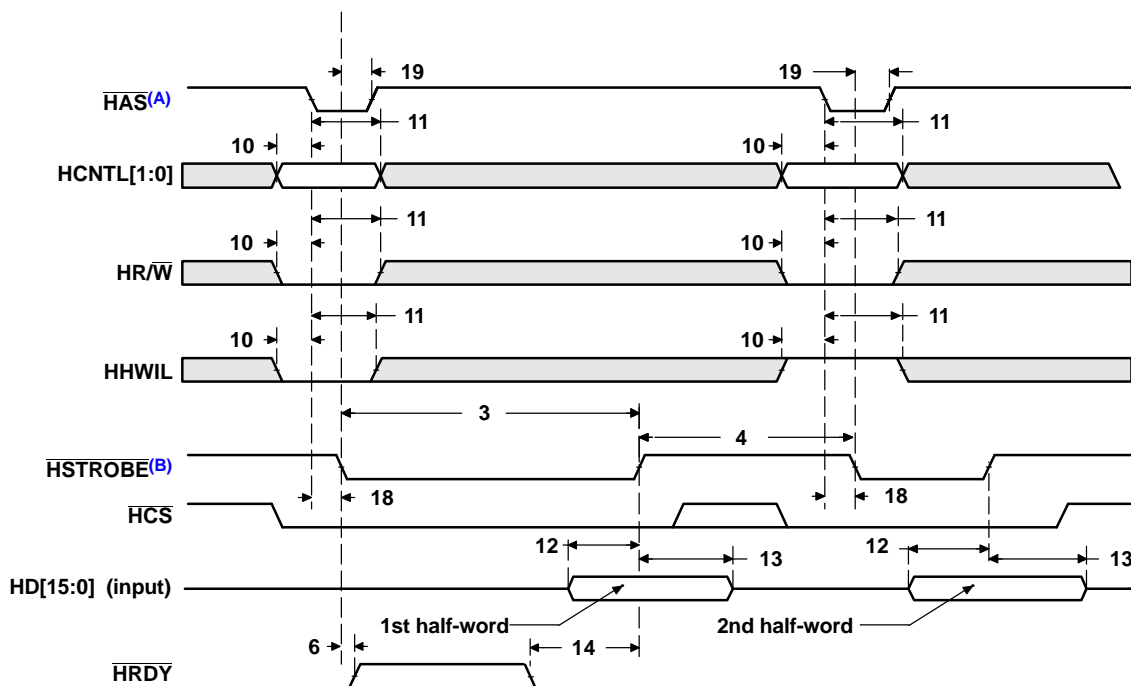 19
19
HAS(A)
11
11
10
10
HCNTL[1:0]
11
11
10
10
HR/W
11
11
10
10
HHWIL
3
4
HSTROBE(B)
18
18
HCS
12
12
13
13
HD[15:0] (input)
1st half-word
2nd half-word
6
14
HRDY